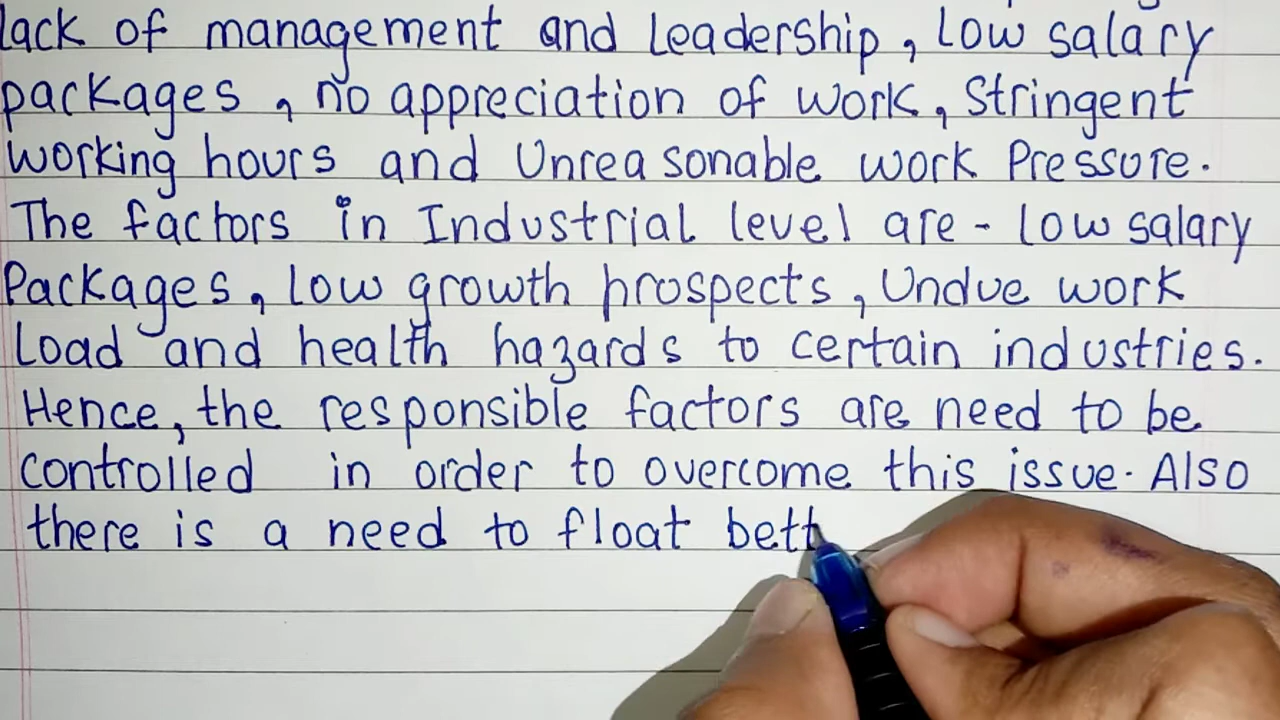 lack of management and Leadership, Low salary
packages, no appreciation of work, Stringent
working hours and Unreasonable work Pressure.
The factors in Industrial level are - low salary
Packages, low growth prospects, Undue work
Load and health hazards to certain industries.
Hence, the responsible factors are need to be
controlled in order to overcome this issue. Also
there is a need to float bett